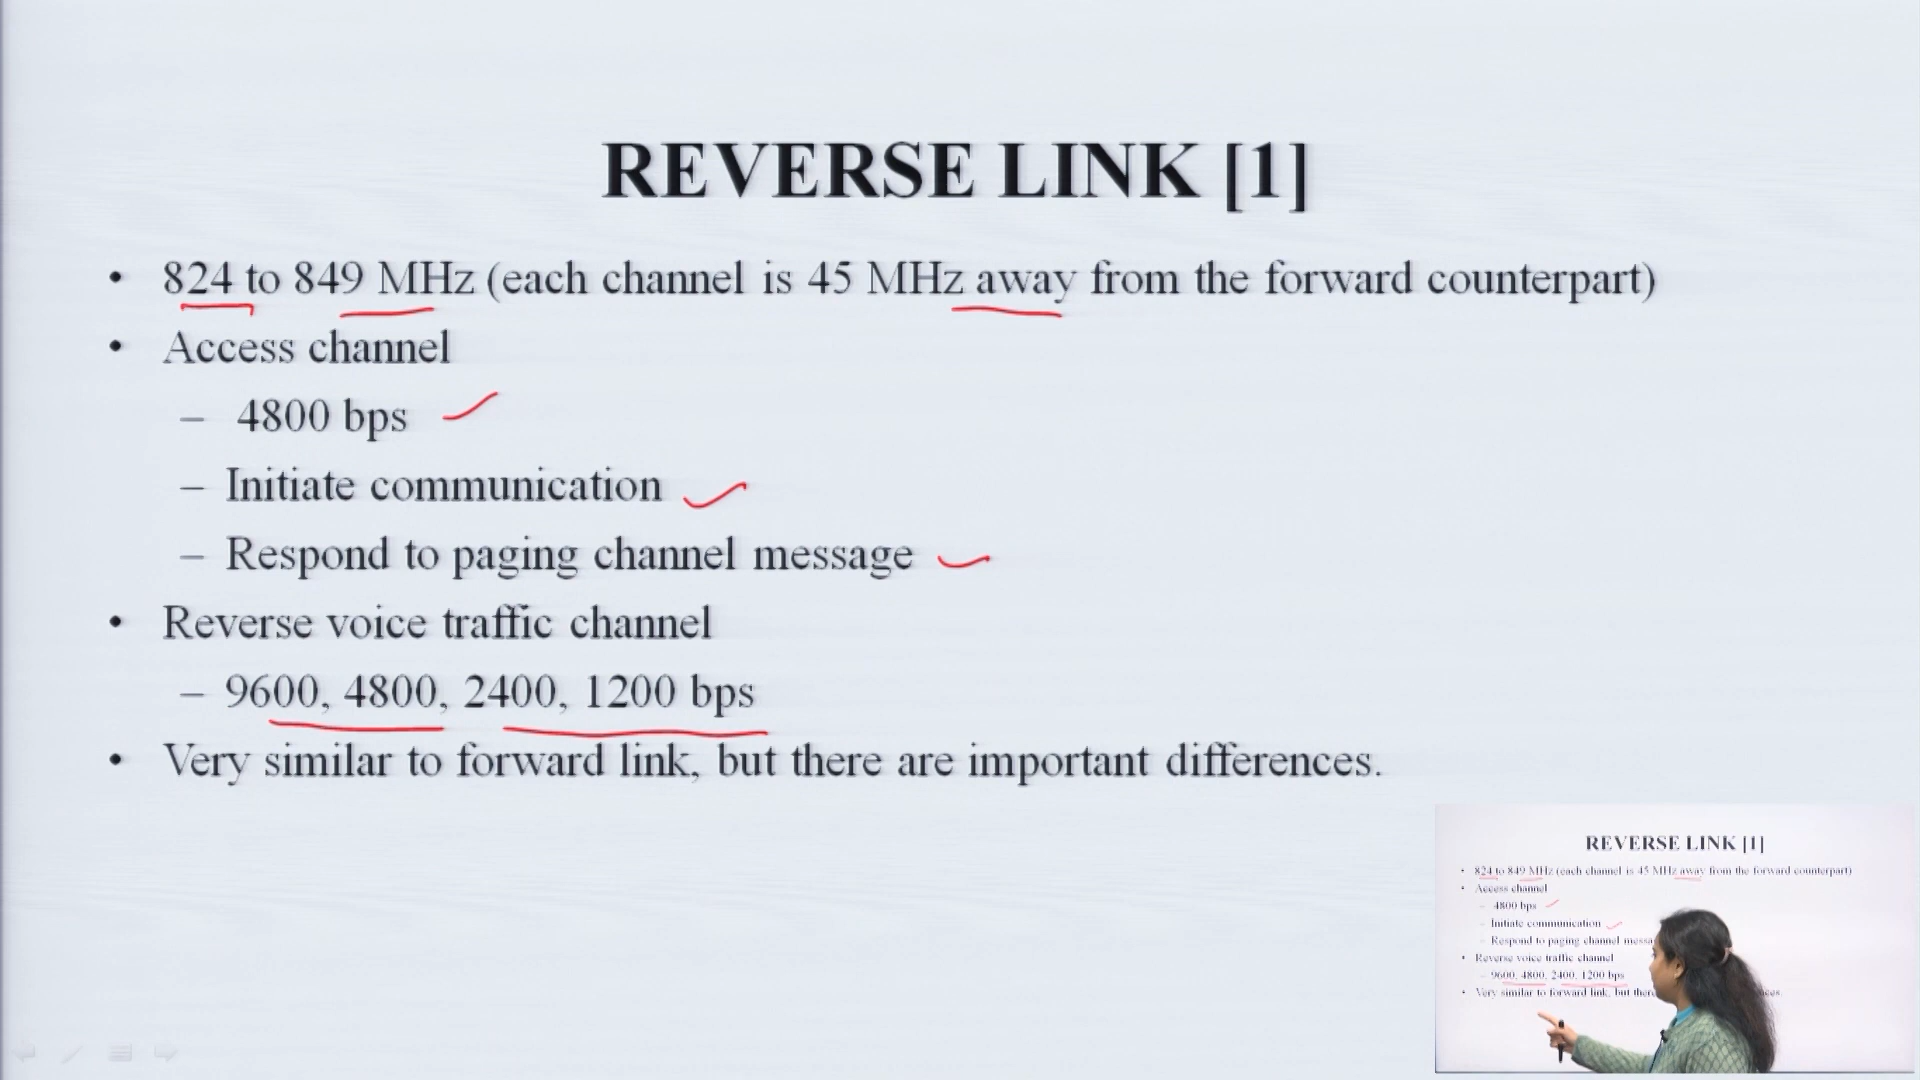 REVERSE LINK [1]
• 824 to 849 MHz (each channel is 45 MHz away from the forward counterpart)
• Access channel
– 4800 bps
– Initiate communication
– Respond to paging channel message
• Reverse voice traffic channel
– 9600, 4800, 2400, 1200 bps
• Very similar to forward link, but there are important differences.
REVERSE LINK [1]
• 824 to 849 MHz (each channel is 45 MHz away from the forward counterpart)
• Access channel
– 4800 bps
– Initiate communication
– Respond to paging channel
• Reverse voice traffic channel
– 9600, 4800, 2400, 1200 bps
• Very similar to forward link, but